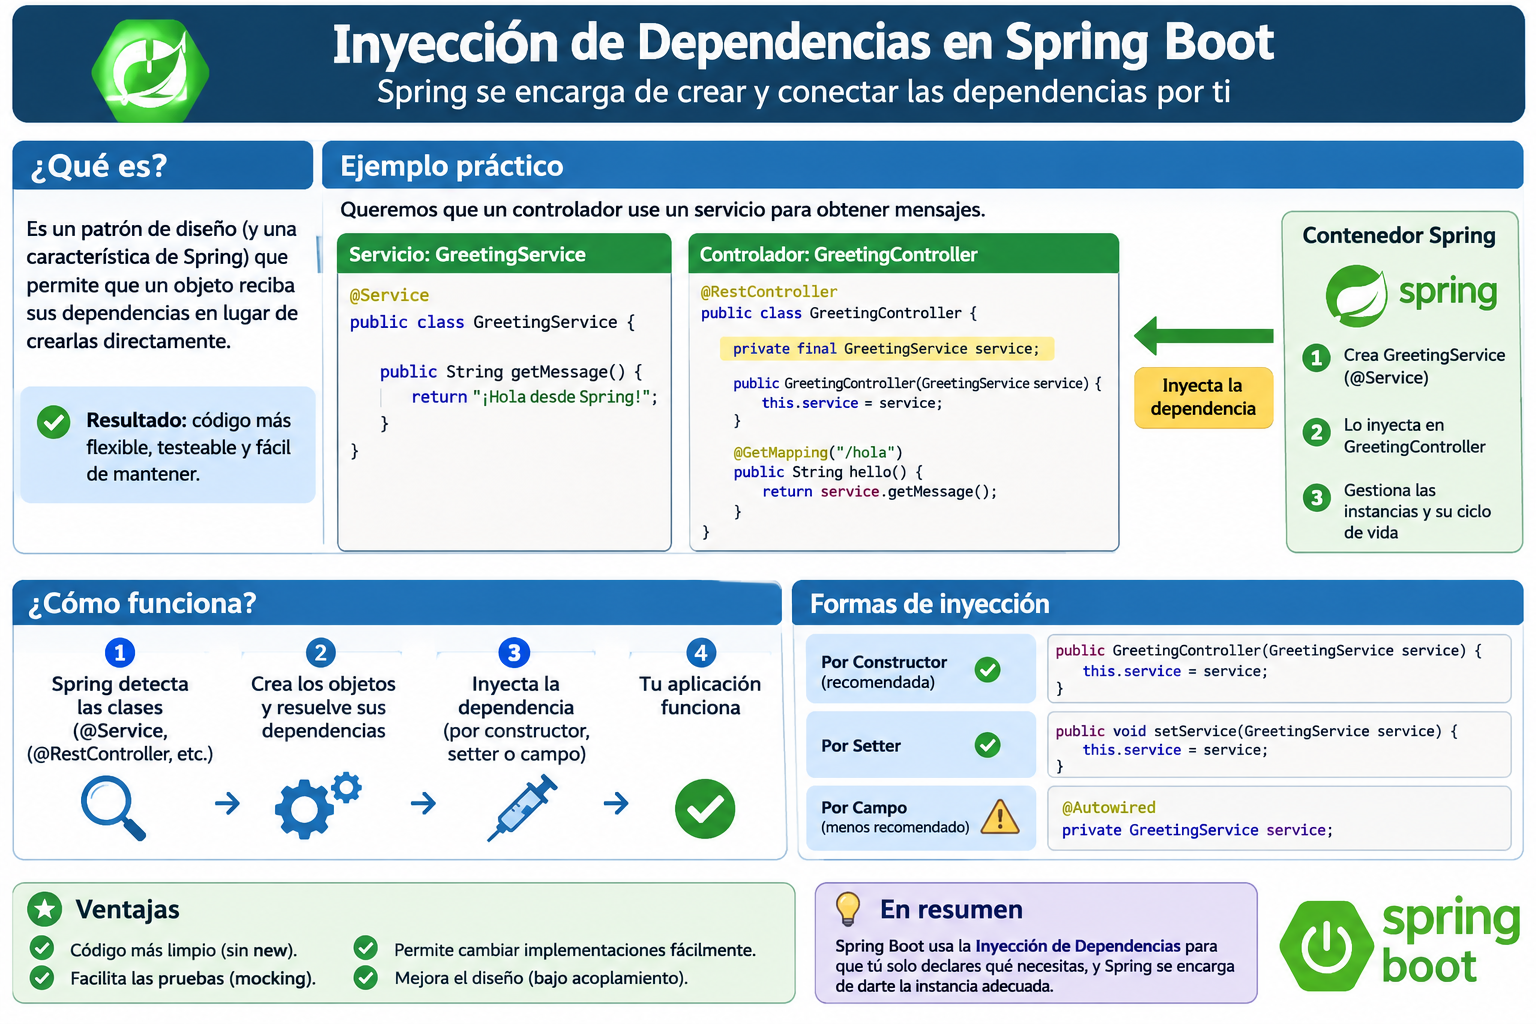 Inyección de Dependencias en Spring Boot
Spring se encarga de crear y conectar las dependencias por ti
¿Qué es?
Es un patrón de diseño (y una
característica de Spring) que
permite que un objeto reciba
sus dependencias en lugar de
crearlas directamente.
Resultado: código más
flexible, testeable y fácil
de mantener.
Ejemplo práctico
Queremos que un controlador use un servicio para obtener mensajes.
Servicio: GreetingService
@Service
public class GreetingService {
public String getMessage() {
return "¡Hola desde Spring!";
}
}
Controlador: GreetingController
@RestController
public class GreetingController {
private final GreetingService service;
public GreetingController(GreetingService service) {
this.service = service;
}
@GetMapping("/hola")
public String hello() {
return service.getMessage();
}
}
Inyecta la
dependencia
Contenedor Spring
spring
1 Crea GreetingService
(@Service)
2 Lo inyecta en
GreetingController
3 Gestiona las
instancias y su ciclo
de vida
¿Cómo funciona?
1
Spring detecta
las clases
(@Service,
(@RestController, etc.)
2
Crea los objetos
y resuelve sus
dependencias
3
Inyecta la
dependencia
(por constructor,
setter o campo)
4
Tu aplicación
funciona
Formas de inyección
Por Constructor
(recomendada)
public GreetingController(GreetingService service) {
this.service = service;
}
Por Setter
public void setService(GreetingService service) {
this.service = service;
}
Por Campo
(menos recomendado)
@Autowired
private GreetingService service;
Ventajas
Código más limpio (sin new).
Facilita las pruebas (mocking).
Permite cambiar implementaciones fácilmente.
Mejora el diseño (bajo acoplamiento).
En resumen
Spring Boot usa la Inyección de Dependencias para
que tú solo declares qué necesitas, y Spring se encarga
de darte la instancia adecuada.
spring
boot